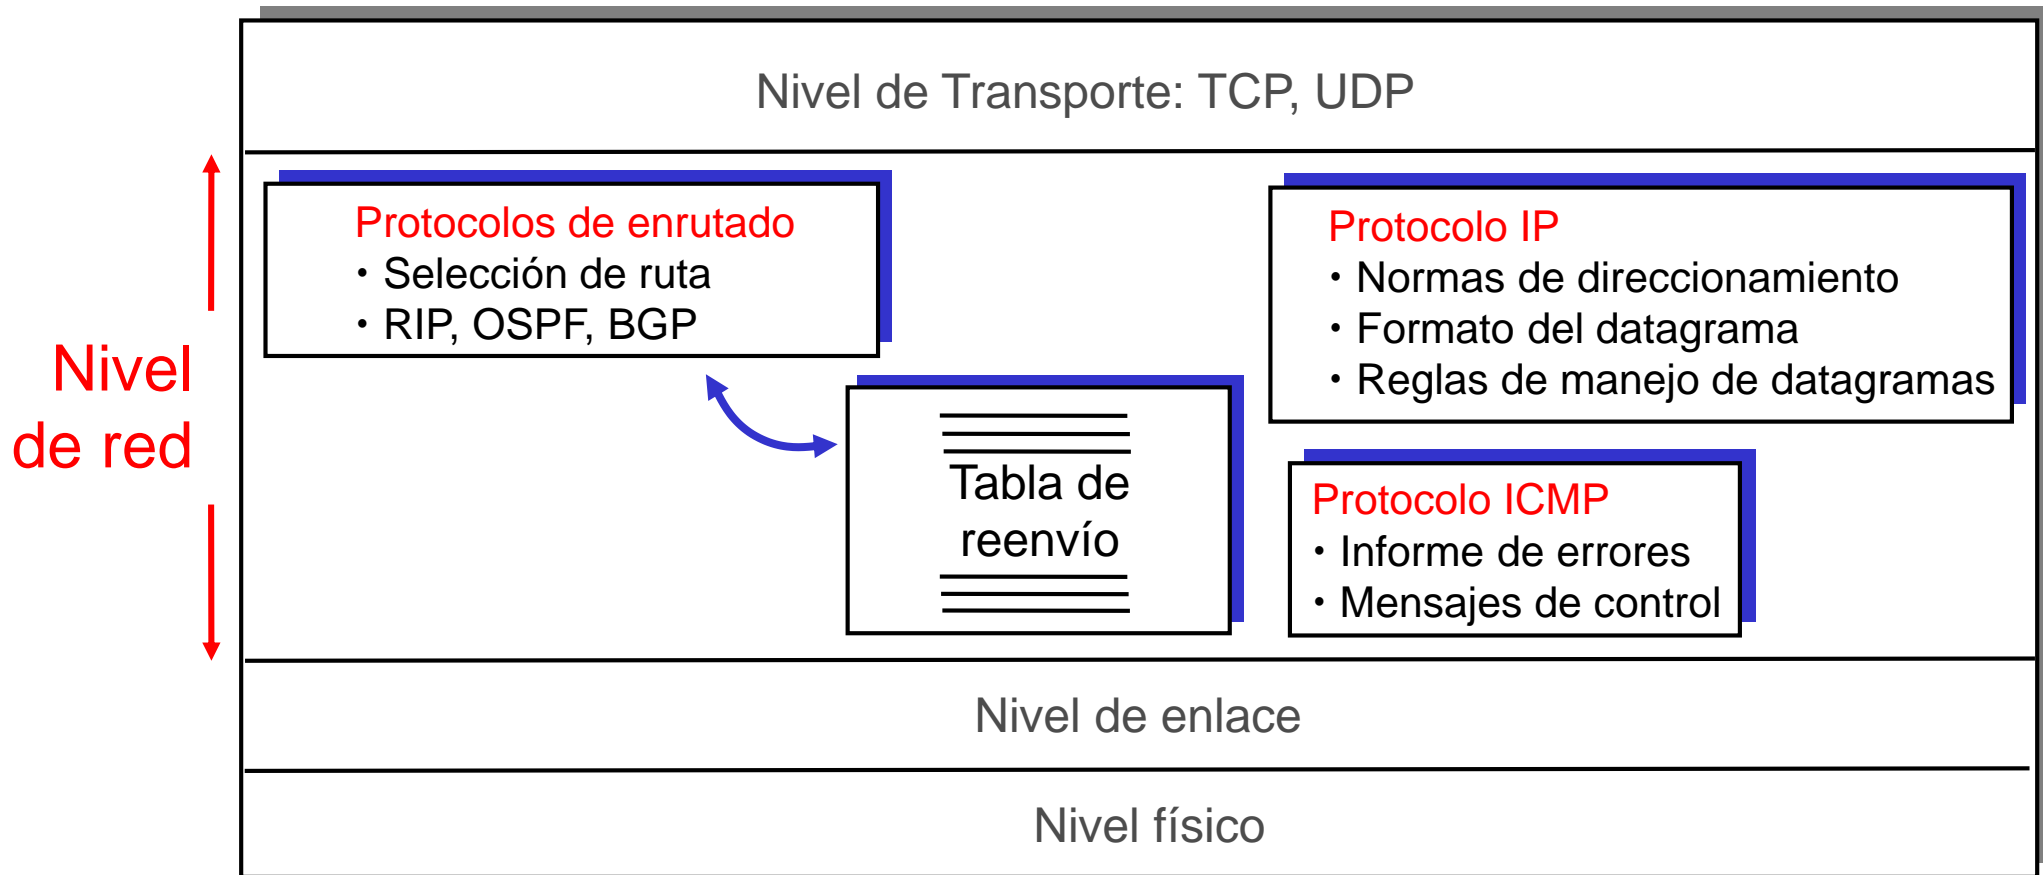 Nivel de Transporte: TCP, UDP
Nivel
de red
Protocolos de enrutado
• Selección de ruta
• RIP, OSPF, BGP
Protocolo IP
• Normas de direccionamiento
• Formato del datagrama
• Reglas de manejo de datagramas
Tabla de
reenvío
Protocolo ICMP
• Informe de errores
• Mensajes de control
Nivel de enlace
Nivel físico